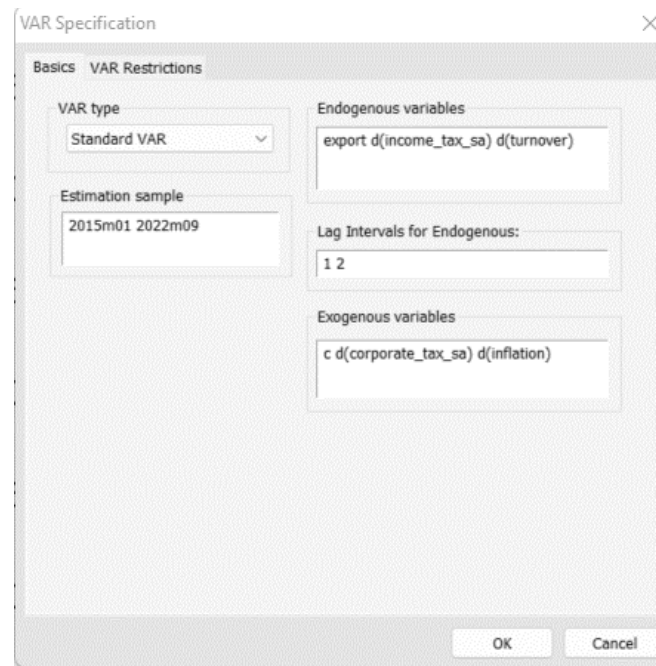 VAR Specification
Basics VAR Restrictions
VAR type
Standard VAR
Estimation sample
2015m01 2022m09
Endogenous variables
export d(income_tax_sa) d(turnover)
Lag Intervals for Endogenous:
1 2
Exogenous variables
c d(corporate_tax_sa) d(inflation)
OK Cancel